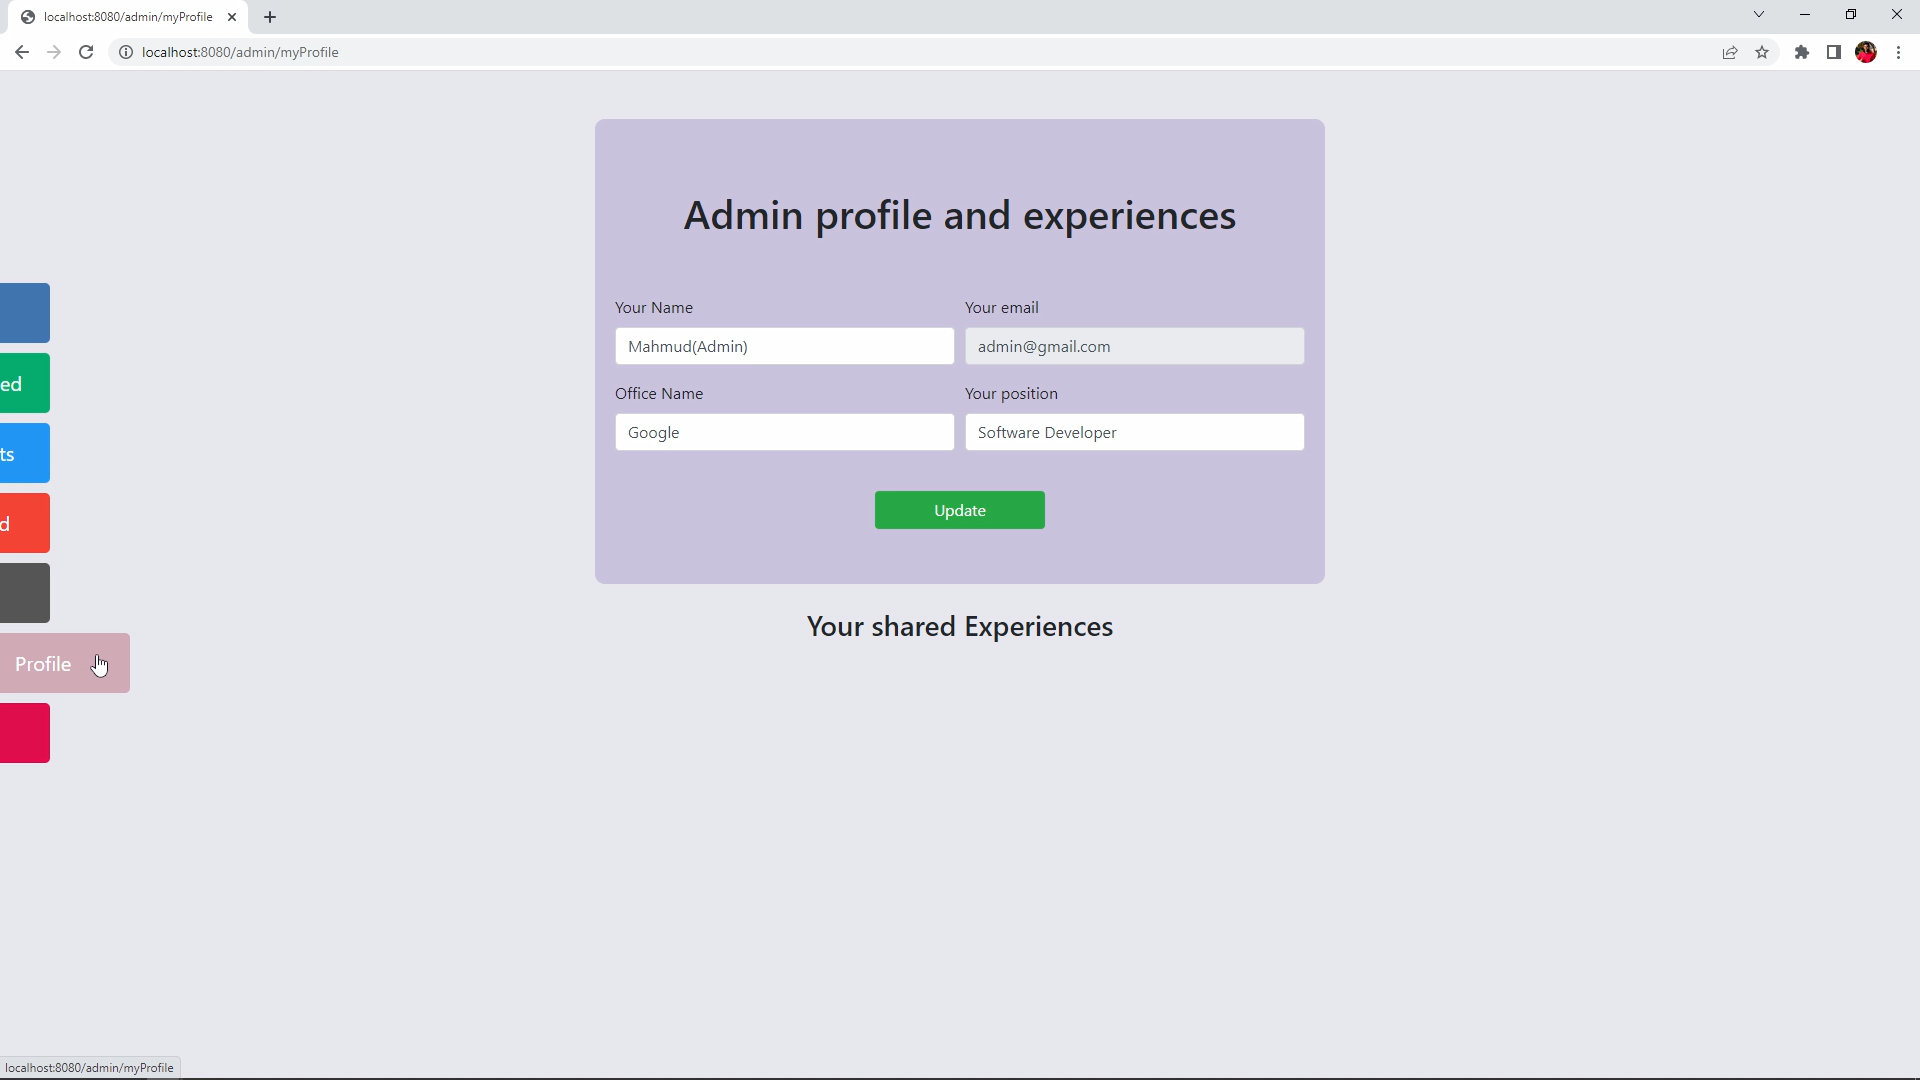 localhost:8080/admin/myProfile
localhost:8080/admin/myProfile
Admin profile and experiences
Your Name
Your email
Mahmud(Admin)
admin@gmail.com
Office Name
Your position
Google
Software Developer
Update
Your shared Experiences
ed
ts
d
Profile
localhost:8080/admin/myProfile